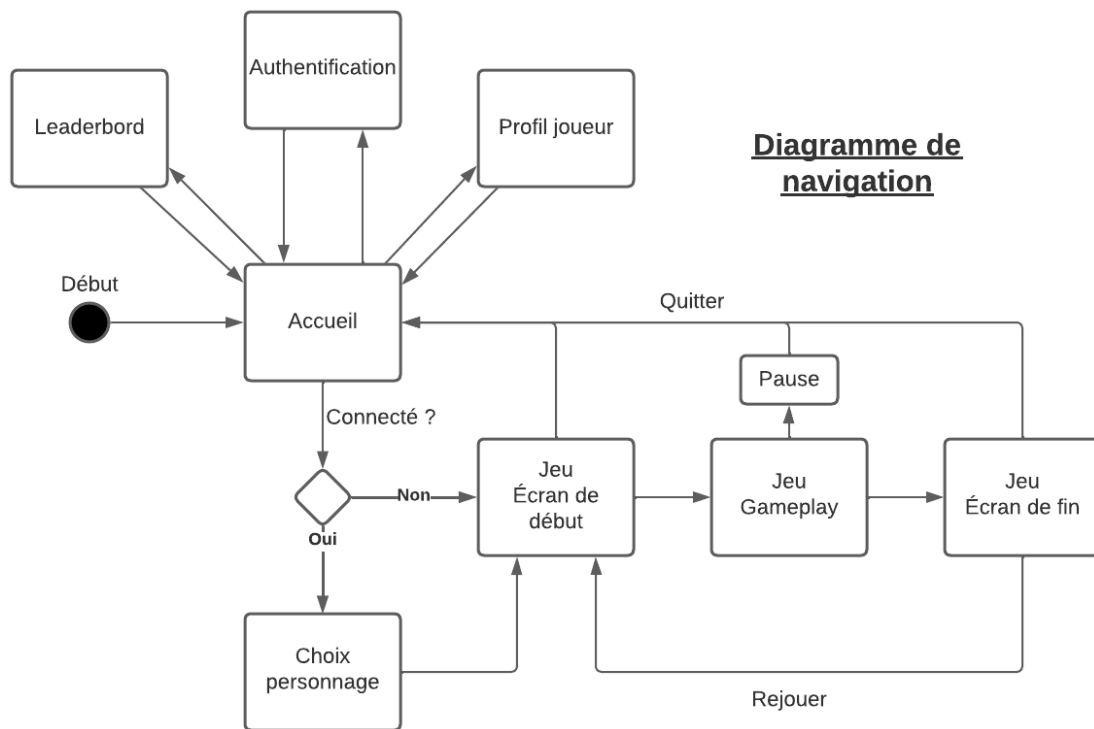 Authentification
Leaderbord
Profil joueur
Diagramme de
navigation
Début
Accueil
Quitter
Pause
Connecté ?
Jeu
Écran de
début
Jeu
Gameplay
Jeu
Écran de fin
Non
Oui
Choix
personnage
Rejouer